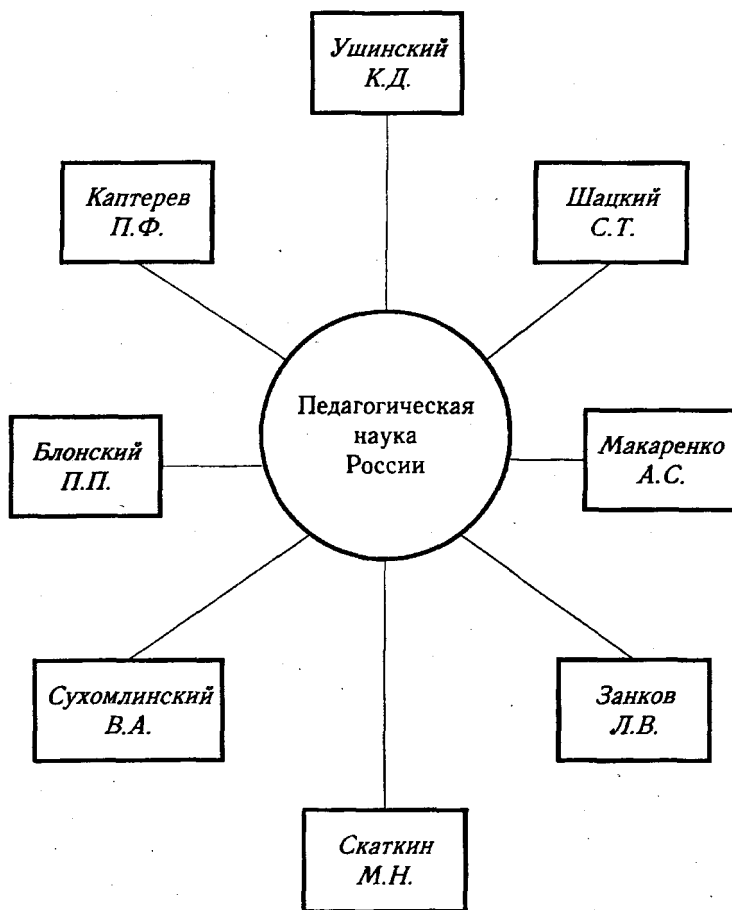 Ушинский
К.Д.
Каптерев
П.Ф.
Шацкий
С.Т.
Педагогическая
наука
России
Блонский
П.П.
Макаренко
А.С.
Сухомлинский
В.А.
Занков
Л.В.
Скаткин
М.Н.